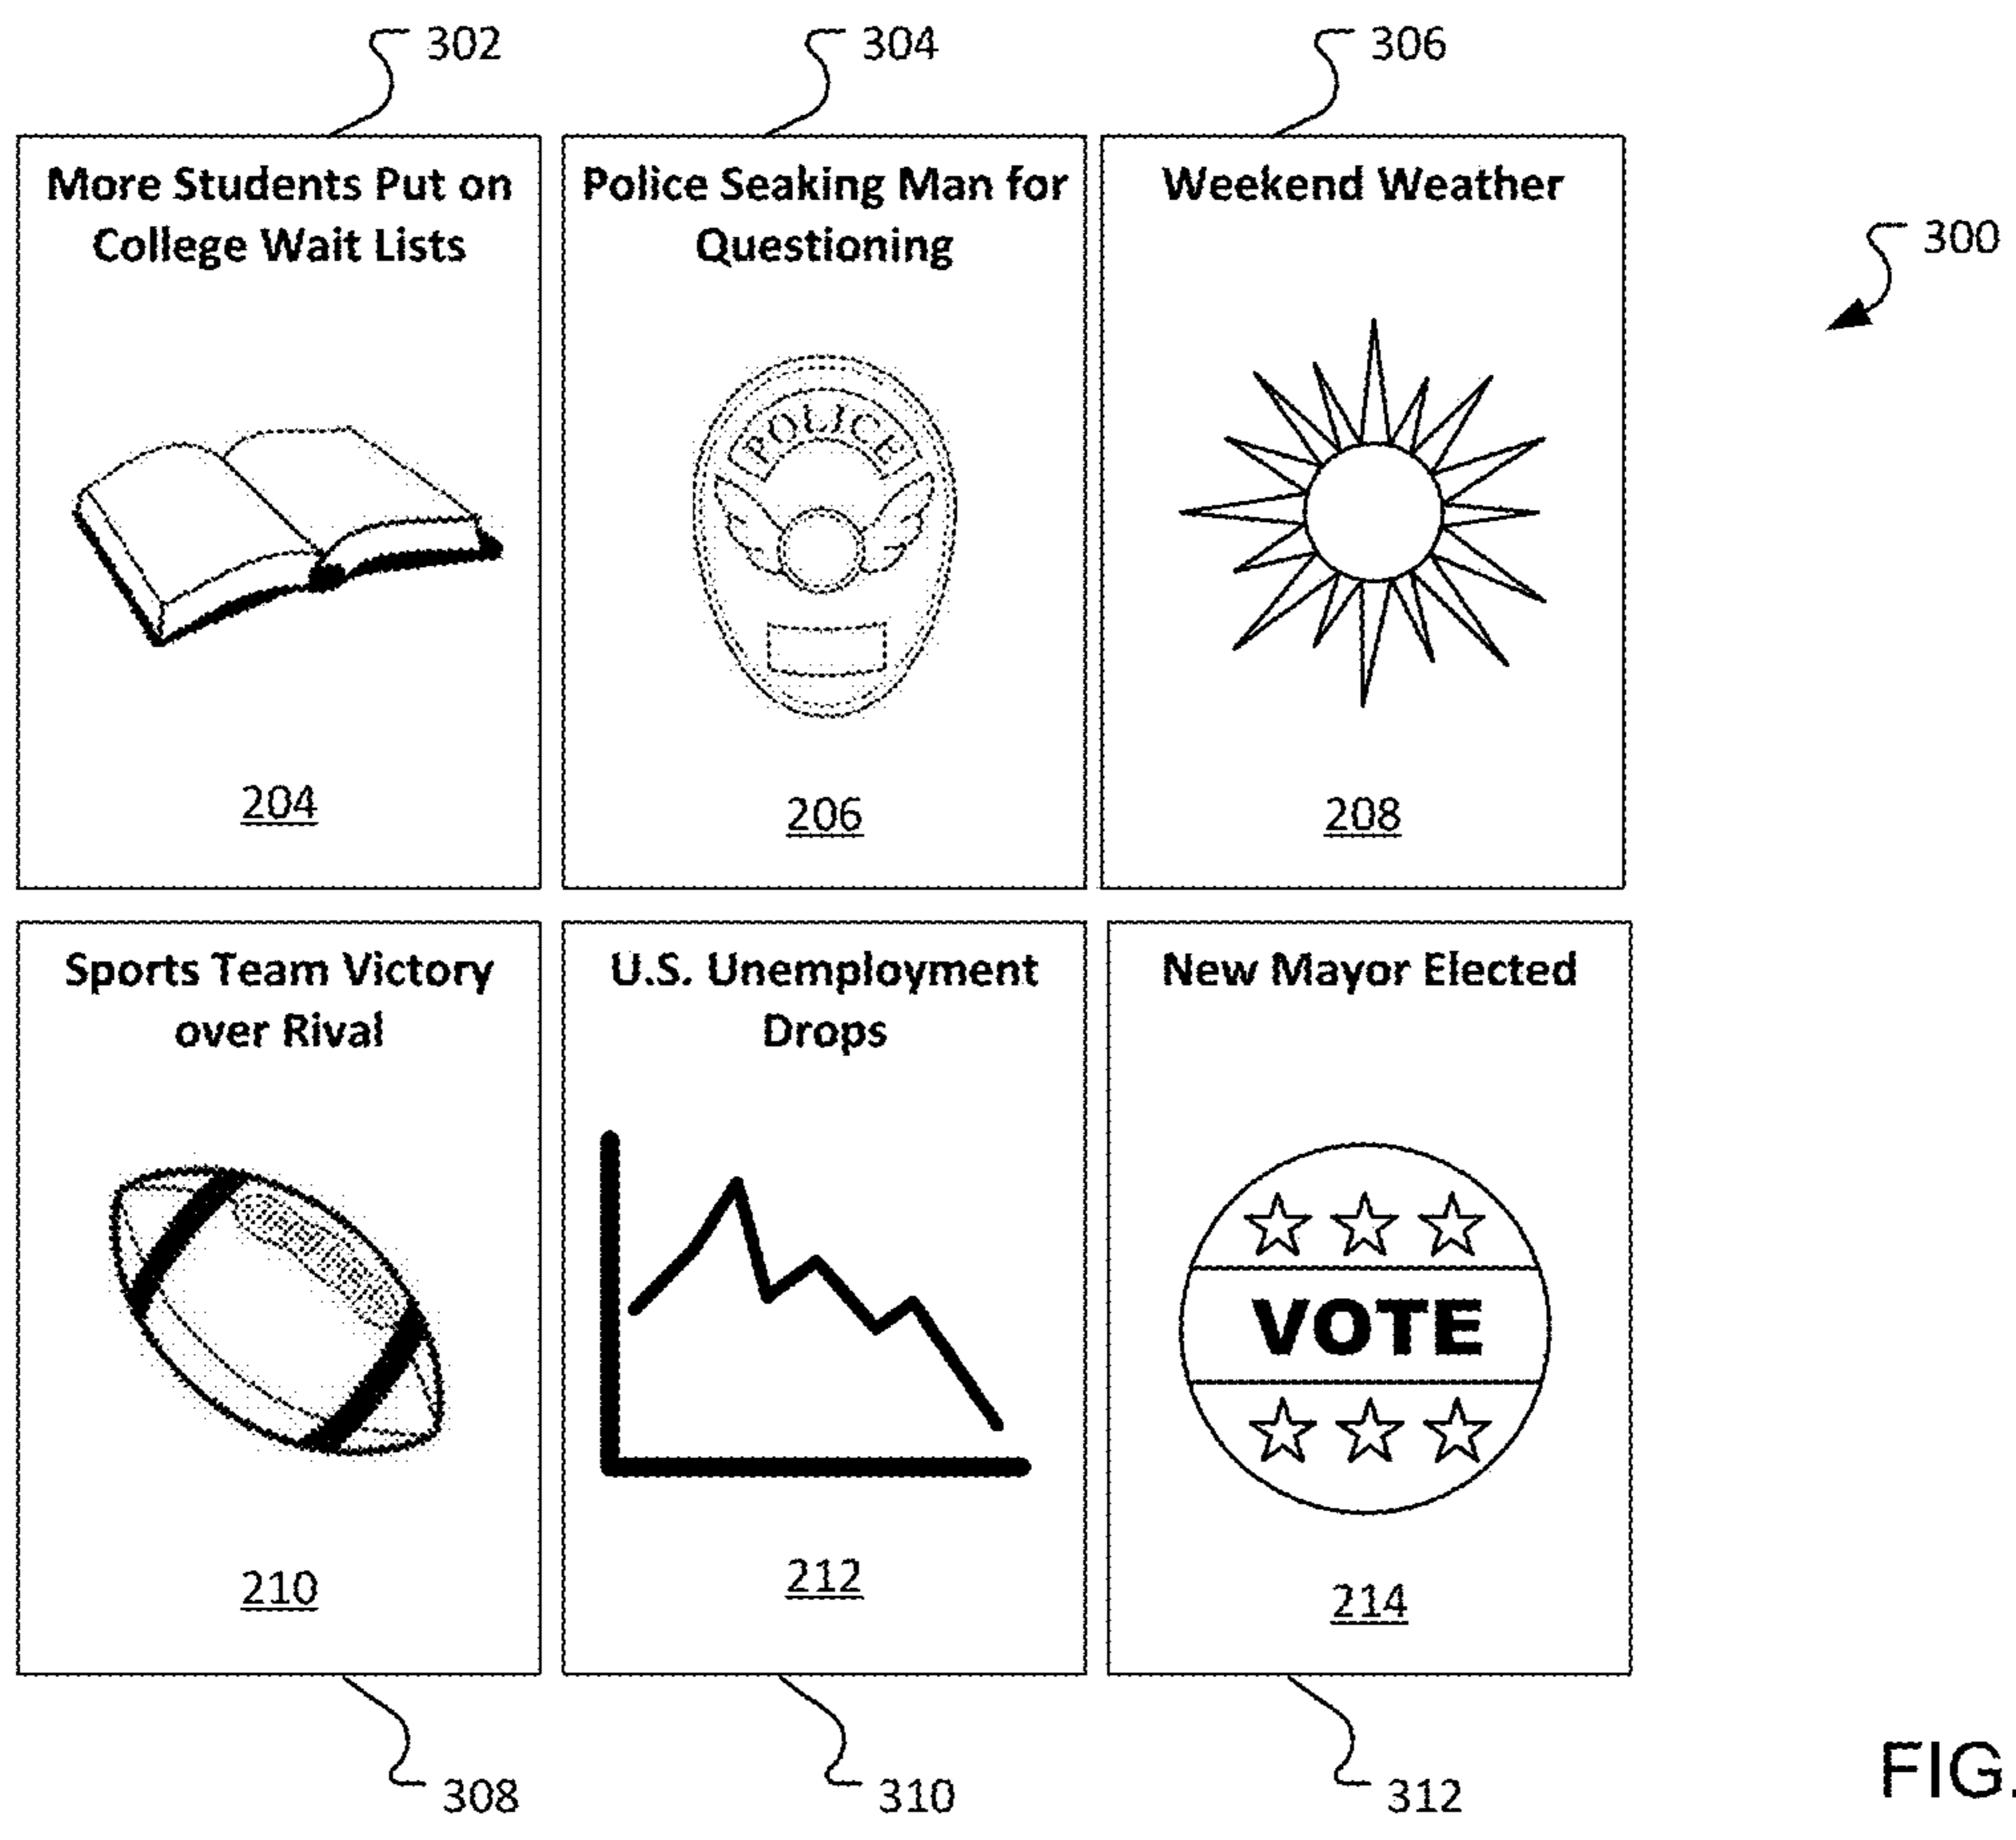 302
304
306
300
More Students Put on
College Wait Lists
204
Police Seaking Man for
Questioning
POLICE
206
Weekend Weather
208
Sports Team Victory
over Rival
210
U.S. Unemployment
Drops
212
New Mayor Elected
VOTE
214
308
310
312
FIG.